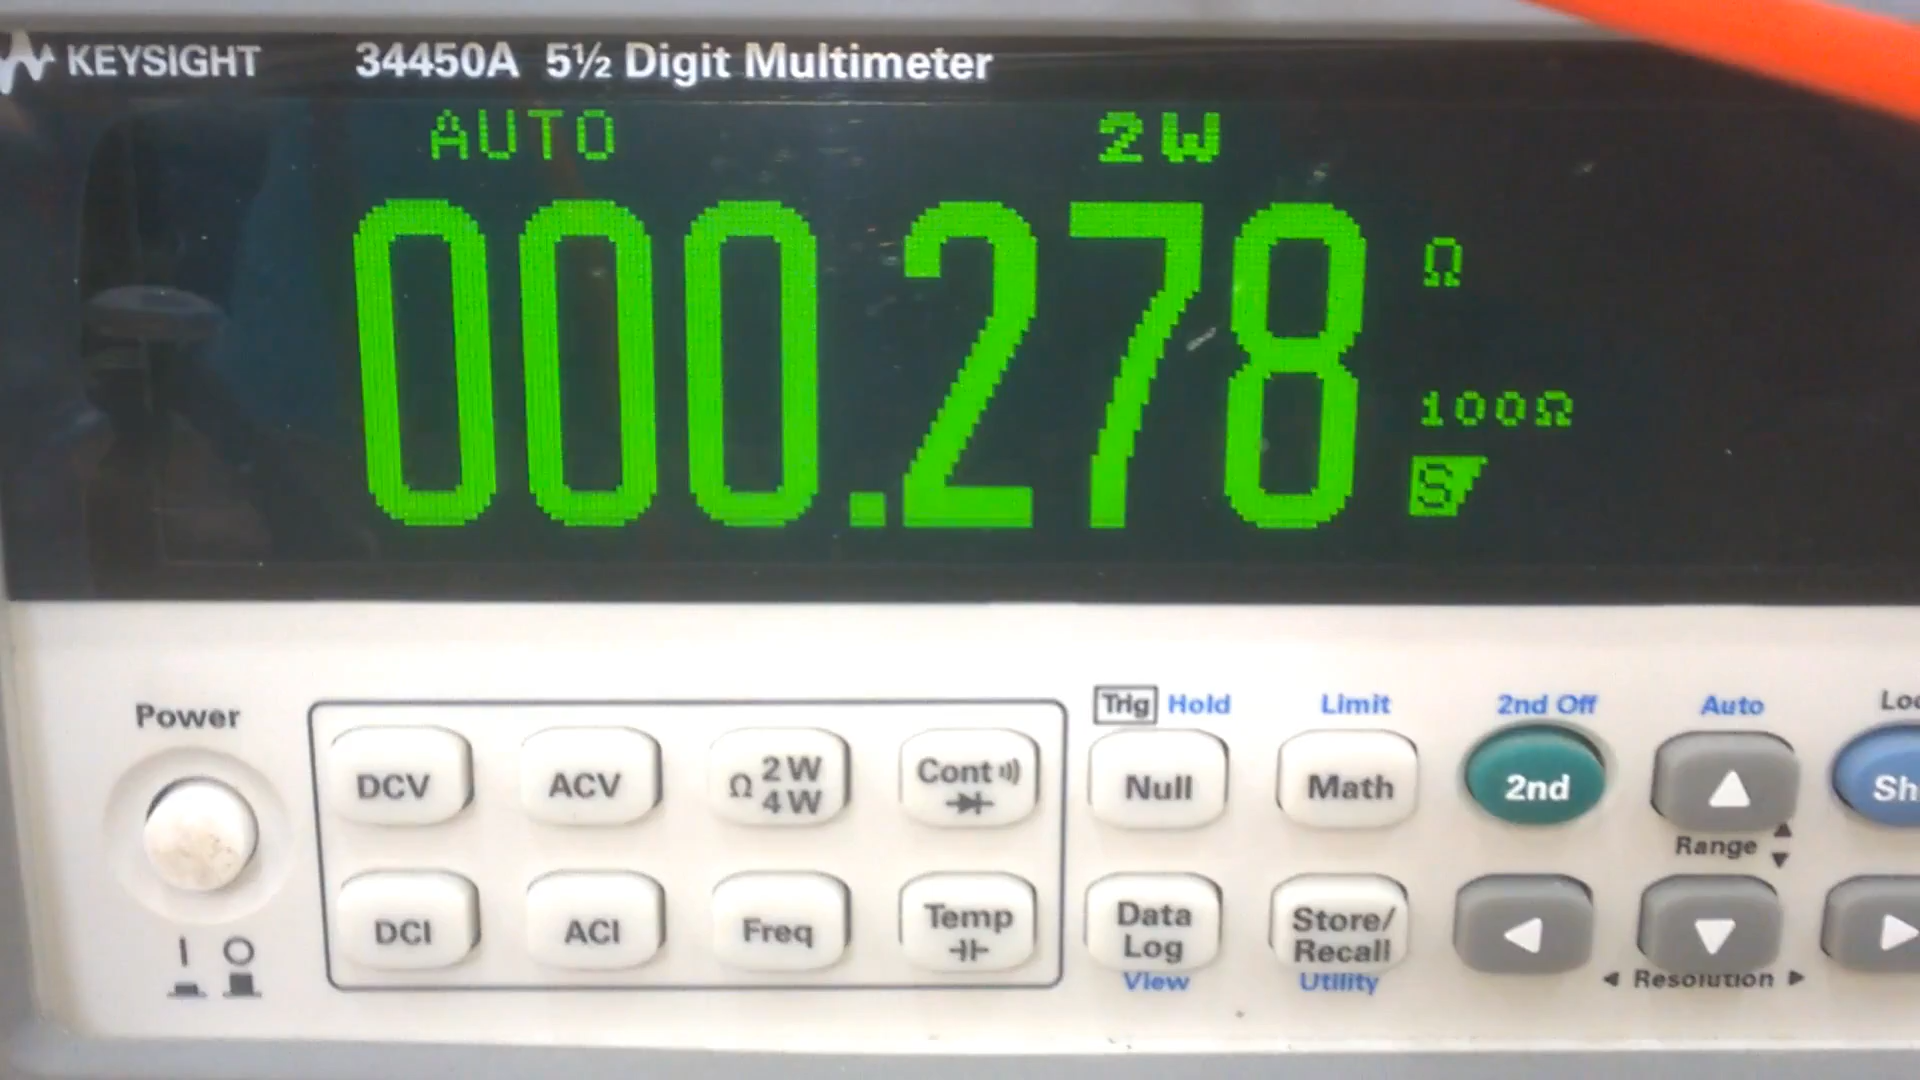 KEYSIGHT 34450A 5½ Digit Multimeter
AUTO 2W
000.278 Ω
100Ω
S
Power
Trig Hold Limit 2nd Off Auto
DCV ACV Ω 2W 4W Cont Null Math 2nd
Range
DCI ACI Freq Temp Data Log Store/ Recall
View Utility Resolution